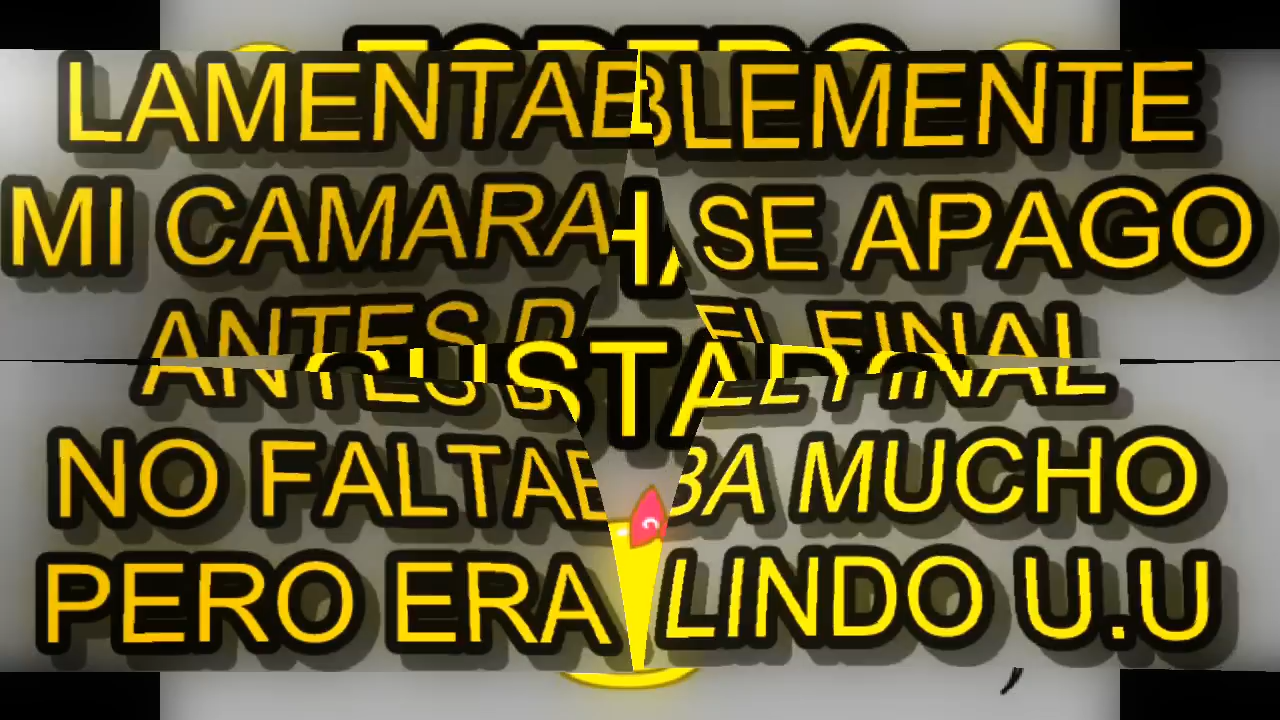 LAMENTABLEMENTE
MI CAMARA SE APAGO
ANTES DEL FINAL
NO FALTABA MUCHO
PERO ERA LINDO U.U